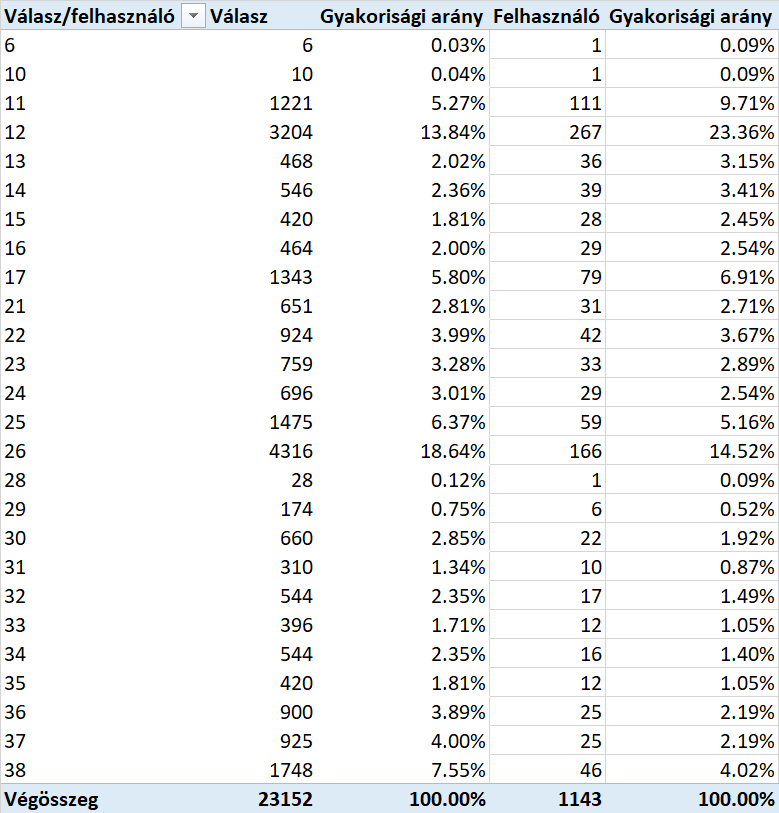 Válasz/felhasználó Válasz Gyakorisági arány Felhasználó Gyakorisági arány
6 6 0.03% 1 0.09%
10 10 0.04% 1 0.09%
11 1221 5.27% 111 9.71%
12 3204 13.84% 267 23.36%
13 468 2.02% 36 3.15%
14 546 2.36% 39 3.41%
15 420 1.81% 28 2.45%
16 464 2.00% 29 2.54%
17 1343 5.80% 79 6.91%
21 651 2.81% 31 2.71%
22 924 3.99% 42 3.67%
23 759 3.28% 33 2.89%
24 696 3.01% 29 2.54%
25 1475 6.37% 59 5.16%
26 4316 18.64% 166 14.52%
28 28 0.12% 1 0.09%
29 174 0.75% 6 0.52%
30 660 2.85% 22 1.92%
31 310 1.34% 10 0.87%
32 544 2.35% 17 1.49%
33 396 1.71% 12 1.05%
34 544 2.35% 16 1.40%
35 420 1.81% 12 1.05%
36 900 3.89% 25 2.19%
37 925 4.00% 25 2.19%
38 1748 7.55% 46 4.02%
Végösszeg 23152 100.00% 1143 100.00%